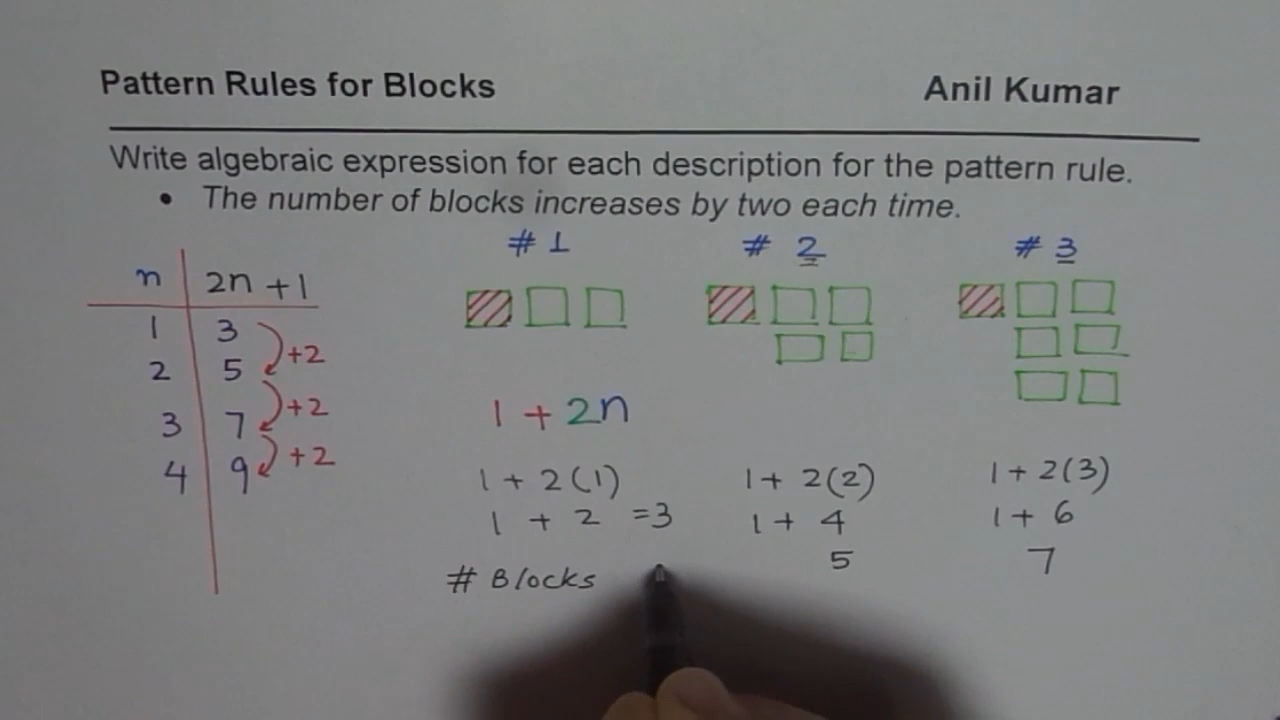 Pattern Rules for Blocks Anil Kumar
Write algebraic expression for each description for the pattern rule.
• The number of blocks increases by two each time.
# 1 # 2 # 3
n 2n + 1
1 3
+2
2 5
+2
3 7
+2
4 9
1 + 2n
1 + 2(1) 1 + 2(2) 1 + 2(3)
1 + 2 = 3 1 + 4 1 + 6
5 7
# Blocks